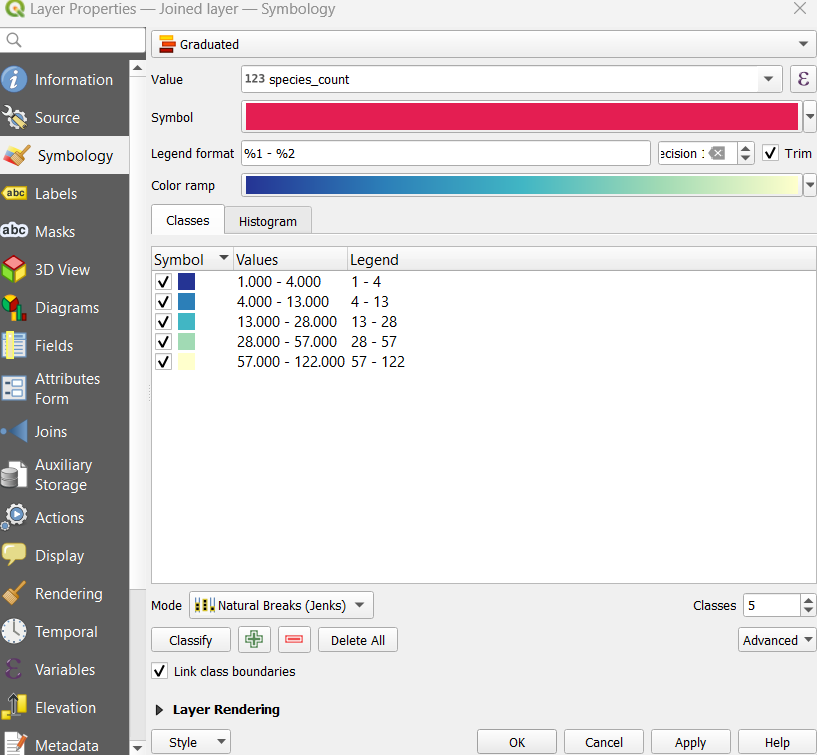 Layer Properties — Joined layer — Symbology
Information
Source
Symbology
abc Labels
abc Masks
3D View
Diagrams
Fields
Attributes
Form
Joins
Auxiliary
Storage
Actions
Display
Rendering
Temporal
Variables
Elevation
Metadata
Graduated
Value 123 species_count ε
Symbol
Legend format %1 - %2 ecision Trim
Color ramp
Classes Histogram
Symbol Values Legend
1.000 - 4.000 1 - 4
4.000 - 13.000 4 - 13
13.000 - 28.000 13 - 28
28.000 - 57.000 28 - 57
57.000 - 122.000 57 - 122
Mode Natural Breaks (Jenks) Classes 5
Classify Delete All Advanced
Link class boundaries
Layer Rendering
Style OK Cancel Apply Help